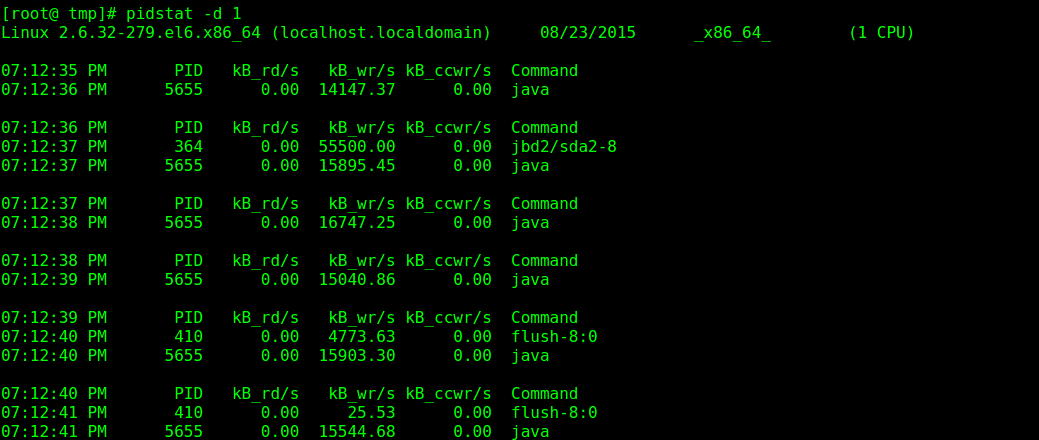 [root@ tmp]# pidstat -d 1
Linux 2.6.32-279.el6.x86_64 (localhost.localdomain)     08/23/2015      _x86_64_        (1 CPU)

07:12:35 PM       PID   kB_rd/s   kB_wr/s kB_ccwr/s  Command
07:12:36 PM      5655      0.00  14147.37      0.00  java

07:12:36 PM       PID   kB_rd/s   kB_wr/s kB_ccwr/s  Command
07:12:37 PM       364      0.00  55500.00      0.00  jbd2/sda2-8
07:12:37 PM      5655      0.00  15895.45      0.00  java

07:12:37 PM       PID   kB_rd/s   kB_wr/s kB_ccwr/s  Command
07:12:38 PM      5655      0.00  16747.25      0.00  java

07:12:38 PM       PID   kB_rd/s   kB_wr/s kB_ccwr/s  Command
07:12:39 PM      5655      0.00  15040.86      0.00  java

07:12:39 PM       PID   kB_rd/s   kB_wr/s kB_ccwr/s  Command
07:12:40 PM       410      0.00   4773.63      0.00  flush-8:0
07:12:40 PM      5655      0.00  15903.30      0.00  java

07:12:40 PM       PID   kB_rd/s   kB_wr/s kB_ccwr/s  Command
07:12:41 PM       410      0.00     25.53      0.00  flush-8:0
07:12:41 PM      5655      0.00  15544.68      0.00  java